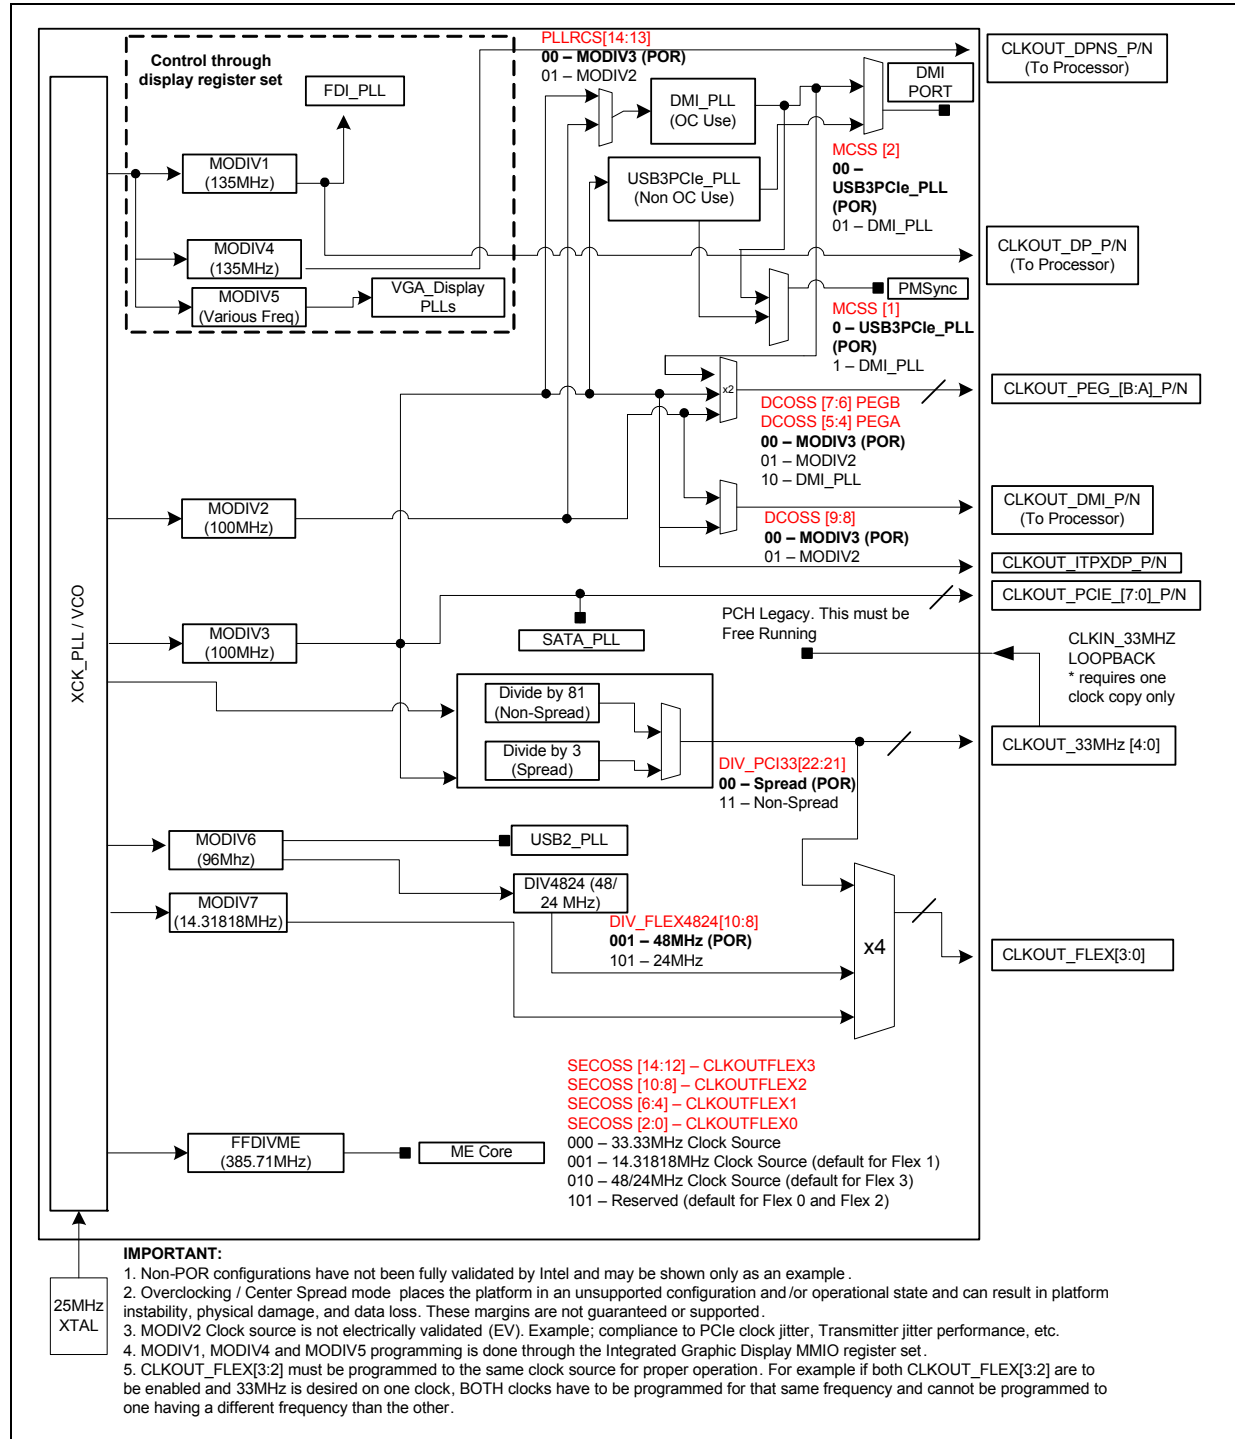 Control through
display register set
FDI_PLL
MODIV1
(135MHz)
MODIV4
(135MHz)
MODIV5
(Various Freq)
VGA_Display
PLLs
PLLRCS[14:13]
00 – MODIV3 (POR)
01 – MODIV2
DMI_PLL
(OC Use)
USB3PCIe_PLL
(Non OC Use)
DMI
PORT
MCSS [2]
00 –
USB3PCIe_PLL
(POR)
01 – DMI_PLL
PMSync
MCSS [1]
0 – USB3PCIe_PLL
(POR)
1 – DMI_PLL
x2
DCOSS [7:6] PEGB
DCOSS [5:4] PEGA
00 – MODIV3 (POR)
01 – MODIV2
10 – DMI_PLL
DCOSS [9:8]
00 – MODIV3 (POR)
01 – MODIV2
CLKOUT_DPNS_P/N
(To Processor)
CLKOUT_DP_P/N
(To Processor)
CLKOUT_PEG_[B:A]_P/N
CLKOUT_DMI_P/N
(To Processor)
CLKOUT_ITPXDP_P/N
CLKOUT_PCIE_[7:0]_P/N
XCK_PLL / VCO
MODIV2
(100MHz)
MODIV3
(100MHz)
SATA_PLL
PCH Legacy. This must be
Free Running
CLKIN_33MHZ
LOOPBACK
* requires one
clock copy only
Divide by 81
(Non-Spread)
Divide by 3
(Spread)
DIV_PCI33[22:21]
00 – Spread (POR)
11 – Non-Spread
CLKOUT_33MHz [4:0]
MODIV6
(96Mhz)
USB2_PLL
MODIV7
(14.31818MHz)
DIV4824 (48/
24 MHz)
DIV_FLEX4824[10:8]
001 – 48MHz (POR)
101 – 24MHz
x4
CLKOUT_FLEX[3:0]
SECOSS [14:12] – CLKOUTFLEX3
SECOSS [10:8] – CLKOUTFLEX2
SECOSS [6:4] – CLKOUTFLEX1
SECOSS [2:0] – CLKOUTFLEX0
000 – 33.33MHz Clock Source
001 – 14.31818MHz Clock Source (default for Flex 1)
010 – 48/24MHz Clock Source (default for Flex 3)
101 – Reserved (default for Flex 0 and Flex 2)
FFDIVME
(385.71MHz)
ME Core
25MHz
XTAL
IMPORTANT:
1. Non-POR configurations have not been fully validated by Intel and may be shown only as an example.
2. Overclocking / Center Spread mode places the platform in an unsupported configuration and /or operational state and can result in platform
instability, physical damage, and data loss. These margins are not guaranteed or supported.
3. MODIV2 Clock source is not electrically validated (EV). Example; compliance to PCIe clock jitter, Transmitter jitter performance, etc.
4. MODIV1, MODIV4 and MODIV5 programming is done through the Integrated Graphic Display MMIO register set.
5. CLKOUT_FLEX[3:2] must be programmed to the same clock source for proper operation. For example if both CLKOUT_FLEX[3:2] are to
be enabled and 33MHz is desired on one clock, BOTH clocks have to be programmed for that same frequency and cannot be programmed to
one having a different frequency than the other.